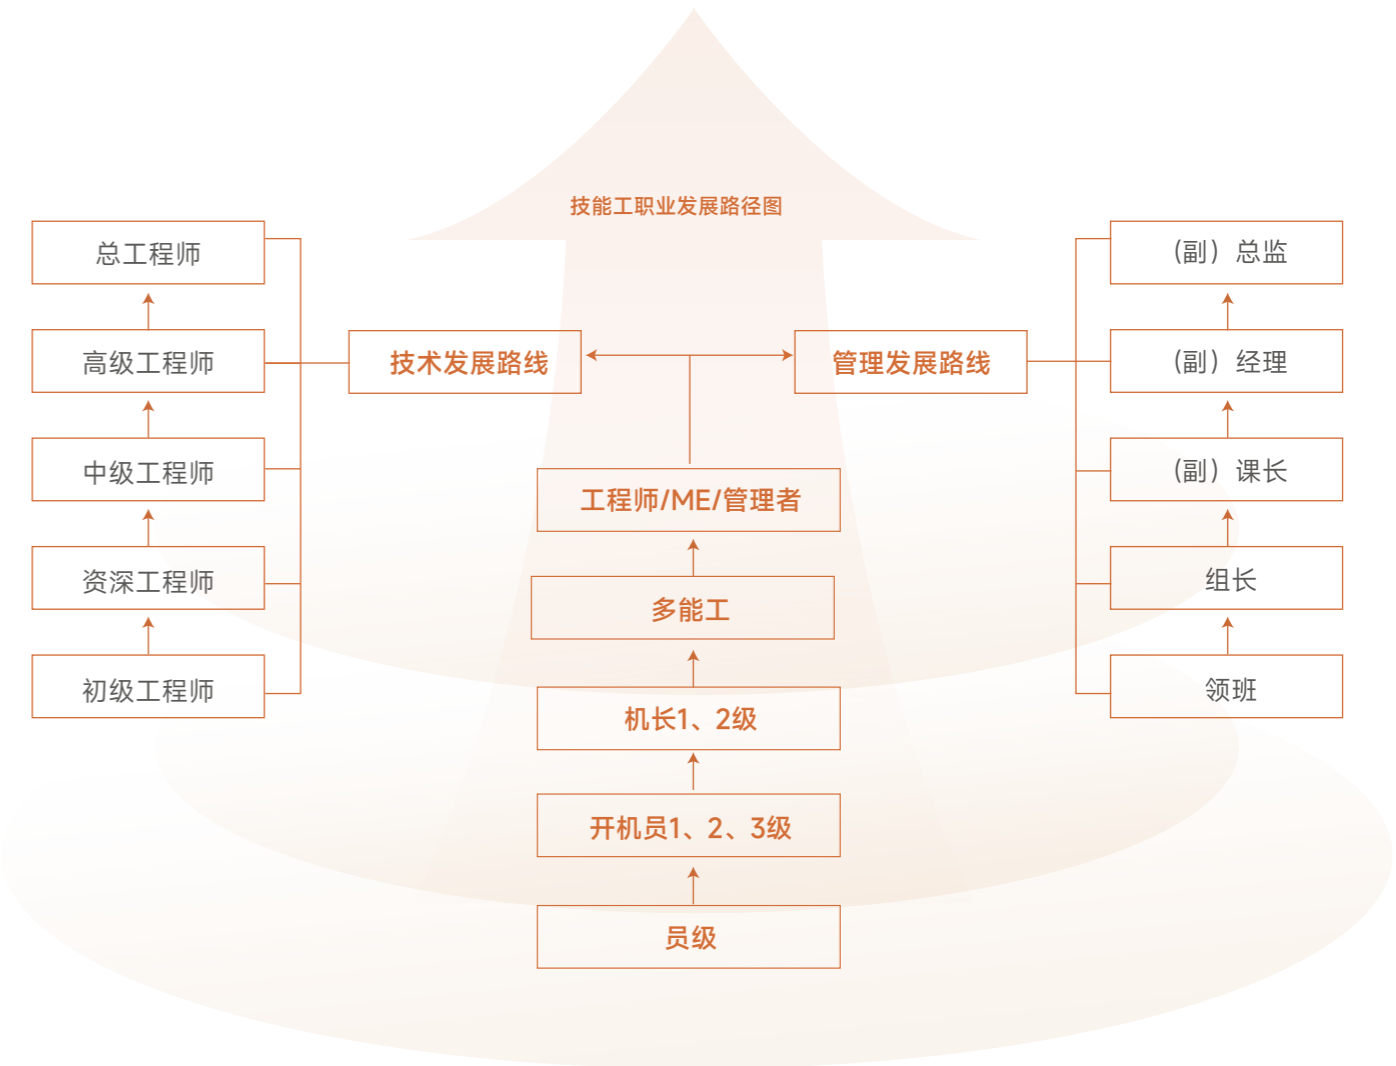 技能工职业发展路径图
总工程师
高级工程师
中级工程师
资深工程师
初级工程师
技术发展路线
管理发展路线
工程师/ME/管理者
多能工
机长1、2级
开机员1、2、3级
员级
（副）总监
（副）经理
（副）课长
组长
领班